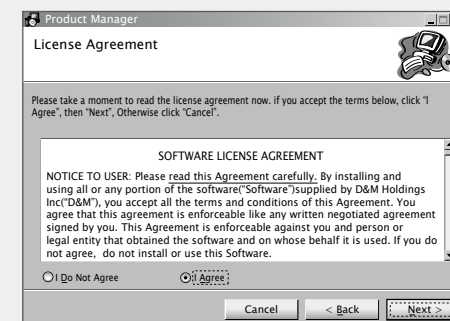 Product Manager
License Agreement
Please take a moment to read the license agreement now. if you accept the terms below, click "I
Agree", then "Next", Otherwise click "Cancel".
SOFTWARE LICENSE AGREEMENT
NOTICE TO USER: Please read this Agreement carefully. By installing and
using all or any portion of the software("Software")supplied by D&M Holdings
Inc("D&M"), you accept all the terms and conditions of this Agreement. You
agree that this agreement is enforceable like any written negotiated agreement
signed by you. This Agreement is enforceable against you and person or
legal entity that obtained the software and on whose behalf it is used. If you do
not agree, do not install or use this Software.
I Do Not Agree
I Agree
Cancel
< Back
Next >